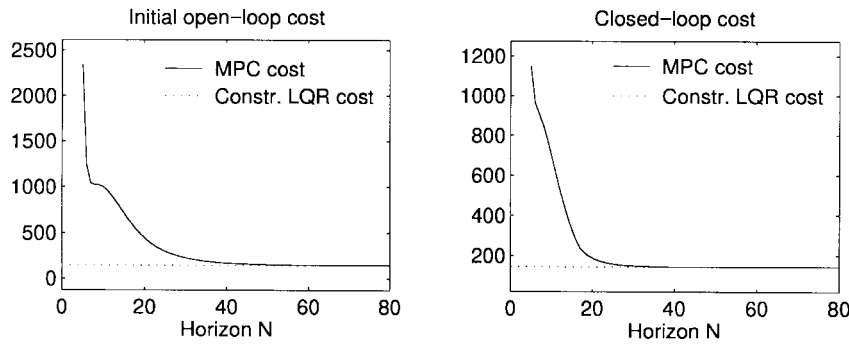 Initial open-loop cost
2500
2000
1500
1000
500
0
MPC cost
Constr. LQR cost
0
20
40
60
80
Horizon N
Closed-loop cost
1200
1000
800
600
400
200
MPC cost
Constr. LQR cost
0
20
40
60
80
Horizon N